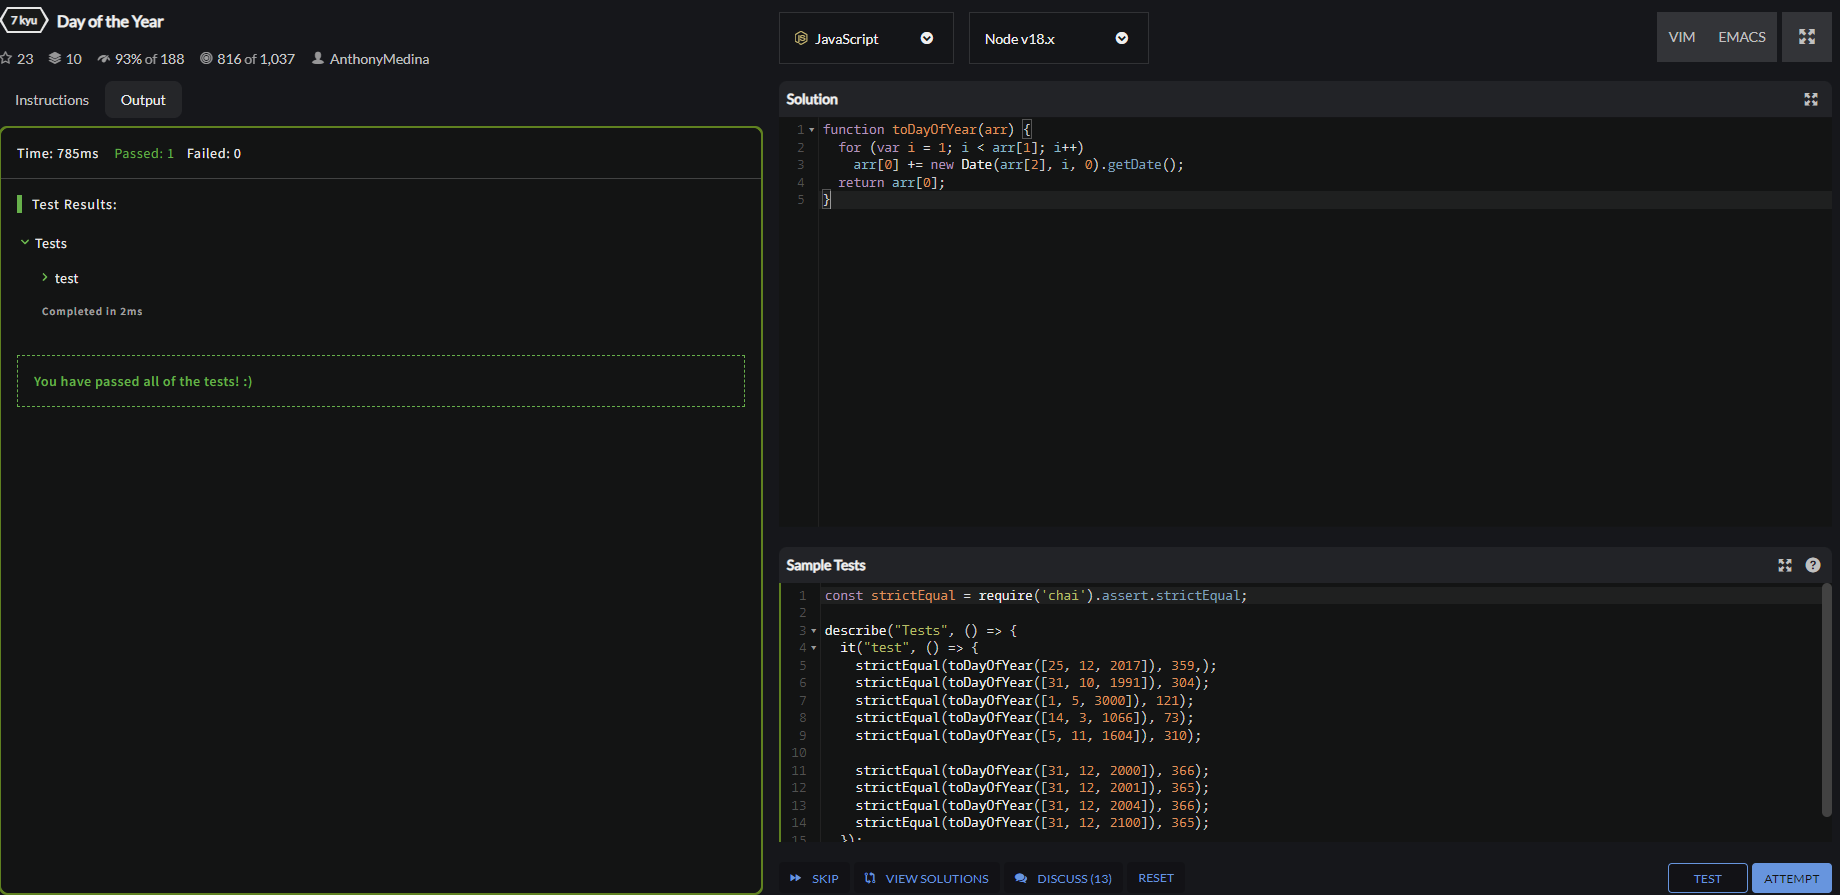 7 kyu Day of the Year
23 10 93% of 188 816 of 1,037 AnthonyMedina
Instructions Output
Time: 785ms Passed: 1 Failed: 0
Test Results:
Tests
test
Completed in 2ms
You have passed all of the tests! :)
JavaScript Node v18.x VIM EMACS
Solution
1 function toDayOfYear(arr) {
2 for (var i = 1; i < arr[1]; i++)
3 arr[0] += new Date(arr[2], i, 0).getDate();
4 return arr[0];
5 }
Sample Tests
?
1 const strictEqual = require('chai').assert.strictEqual;
2
3 describe("Tests", () => {
4 it("test", () => {
5 strictEqual(toDayOfYear([25, 12, 2017]), 359,);
6 strictEqual(toDayOfYear([31, 10, 1991]), 304);
7 strictEqual(toDayOfYear([1, 5, 3000]), 121);
8 strictEqual(toDayOfYear([14, 3, 1066]), 73);
9 strictEqual(toDayOfYear([5, 11, 1604]), 310);
10
11 strictEqual(toDayOfYear([31, 12, 2000]), 366);
12 strictEqual(toDayOfYear([31, 12, 2001]), 365);
13 strictEqual(toDayOfYear([31, 12, 2004]), 366);
14 strictEqual(toDayOfYear([31, 12, 2100]), 365);
15 });
SKIP VIEW SOLUTIONS DISCUSS (13) RESET TEST ATTEMPT